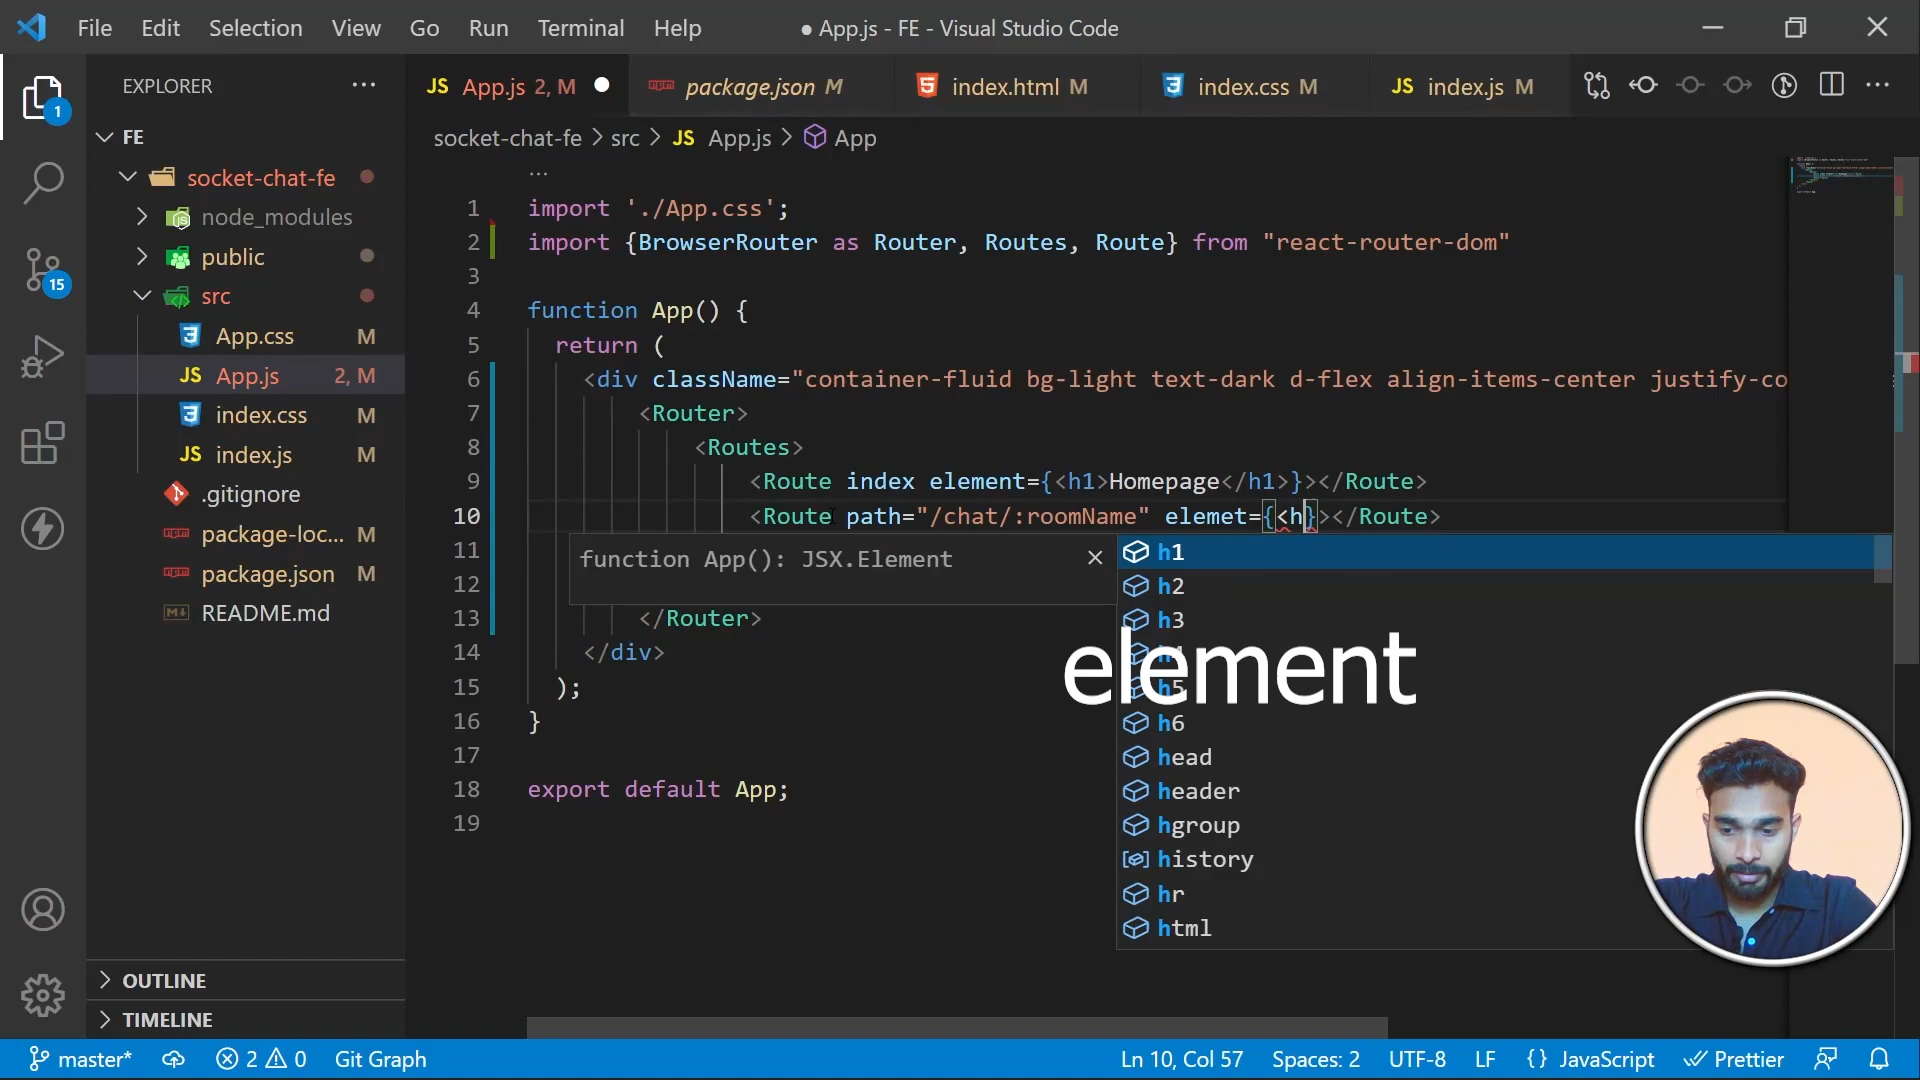 File Edit Selection View Go Run Terminal Help
● App.js - FE - Visual Studio Code
EXPLORER
JS App.js 2, M
package.json M
index.html M
index.css M
JS index.js M
1
FE
socket-chat-fe > src > JS App.js > App
socket-chat-fe
node_modules
public
15
src
App.css M
JS App.js 2, M
index.css M
JS index.js M
.gitignore
package-loc... M
package.json M
README.md
OUTLINE
TIMELINE
1 import './App.css';
2 import {BrowserRouter as Router, Routes, Route} from "react-router-dom"
3
4 function App() {
5 return (
6 <div className="container-fluid bg-light text-dark d-flex align-items-center justify-co
7 <Router>
8 <Routes>
9 <Route index element={<h1>Homepage</h1>}></Route>
10 <Route path="/chat/:roomName" elemet={<h}></Route>
11
12
13 </Router>
14 </div>
15 );
16 }
17
18 export default App;
19
function App(): JSX.Element
h1
h2
h3
h5
h6
head
header
hgroup
history
hr
html
element
master* 2 0 Git Graph Ln 10, Col 57 Spaces: 2 UTF-8 LF {} JavaScript Prettier